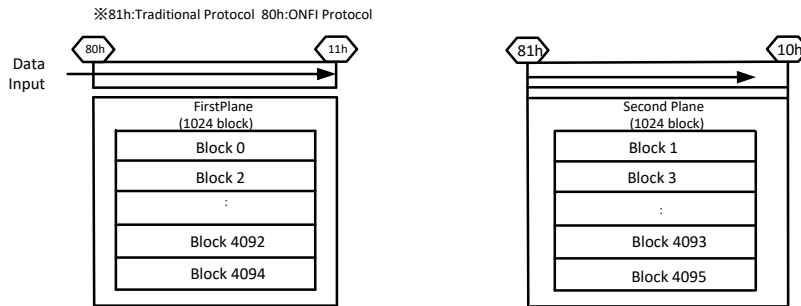 ※81h:Traditional Protocol 80h:ONFI Protocol
80h
11h
Data
Input
FirstPlane
(1024 block)
Block 0
Block 2
:
Block 4092
Block 4094
81h
10h
Second Plane
(1024 block)
Block 1
Block 3
:
Block 4093
Block 4095